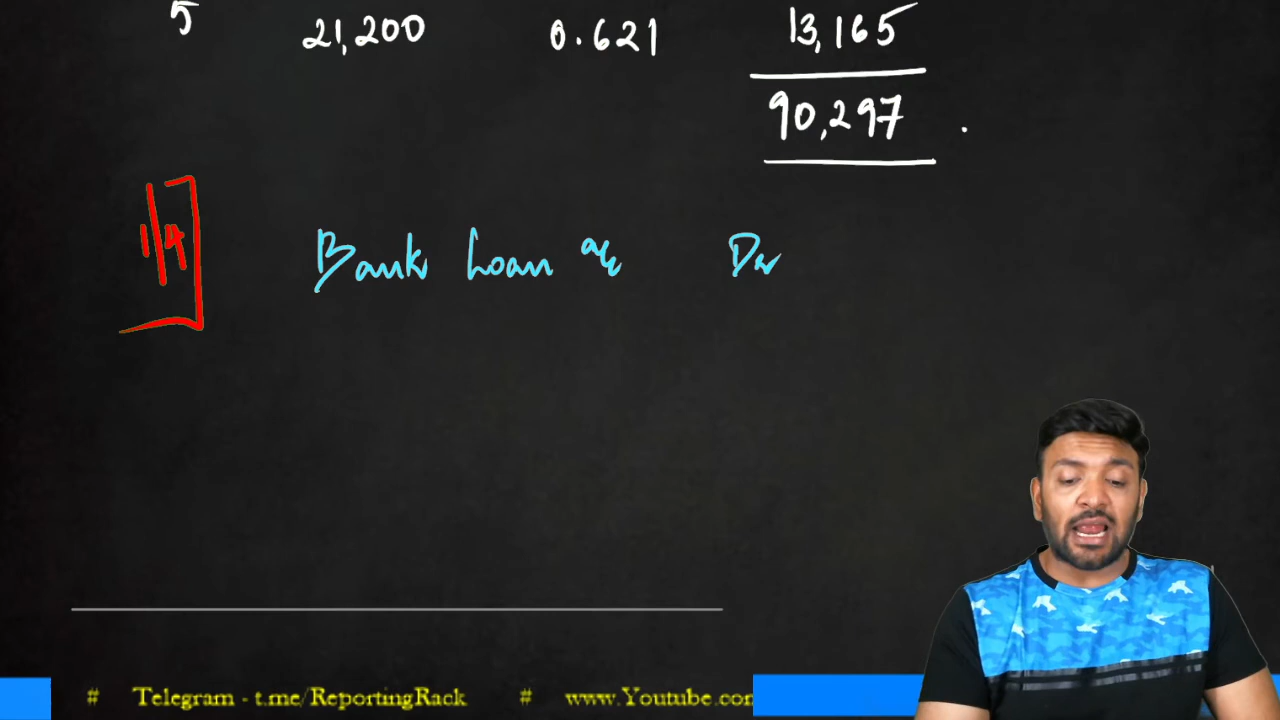 5 21,200 0.621 13,165
90,297 .
1/4
Bank Loan a/c Dr
# Telegram - t.me/ReportingRack # www.Youtube.con